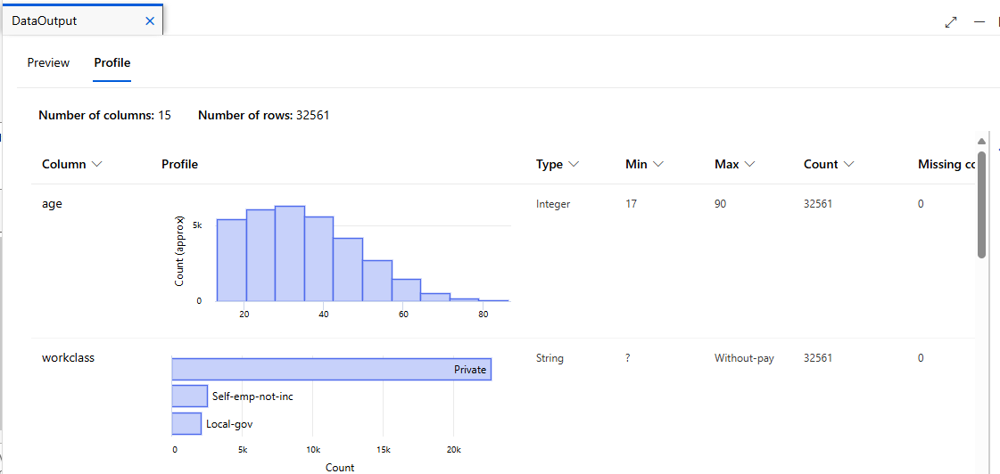 DataOutput
Preview Profile
Number of columns: 15 Number of rows: 32561
Column Profile Type Min Max Count Missing co
age Integer 17 90 32561 0
Count (approx)
5k
0
20 40 60 80
workclass String ? Without-pay 32561 0
Private
Self-emp-not-inc
Local-gov
0 5k 10k 15k 20k
Count